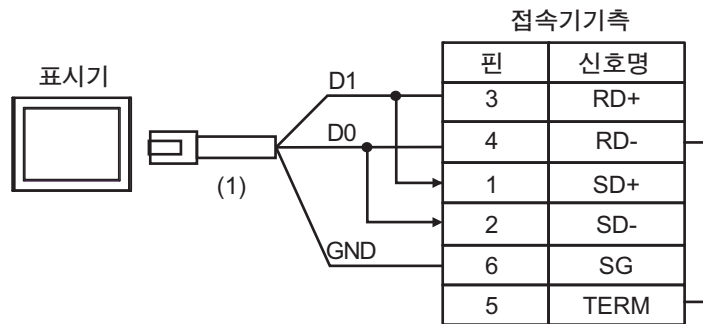 접속기기측
표시기
(1)
D1
D0
GND
핀 신호명
3 RD+
4 RD-
1 SD+
2 SD-
6 SG
5 TERM